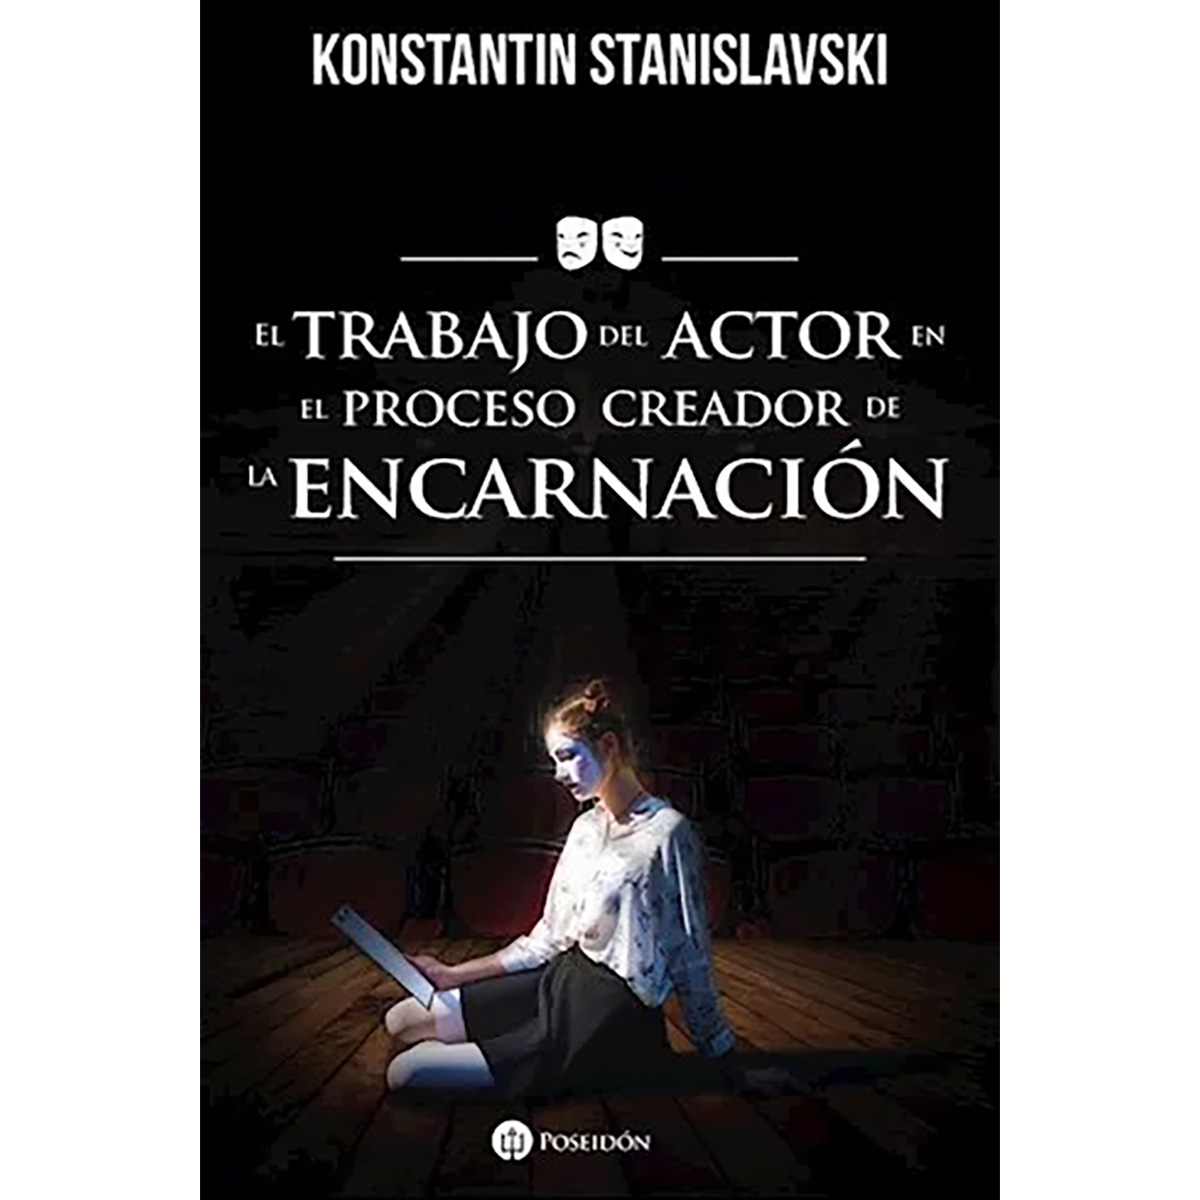 KONSTANTIN STANISLAVSKI
EL TRABAJO DEL ACTOR EN
EL PROCESO CREADOR DE
LA ENCARNACIÓN
POSEIDÓN